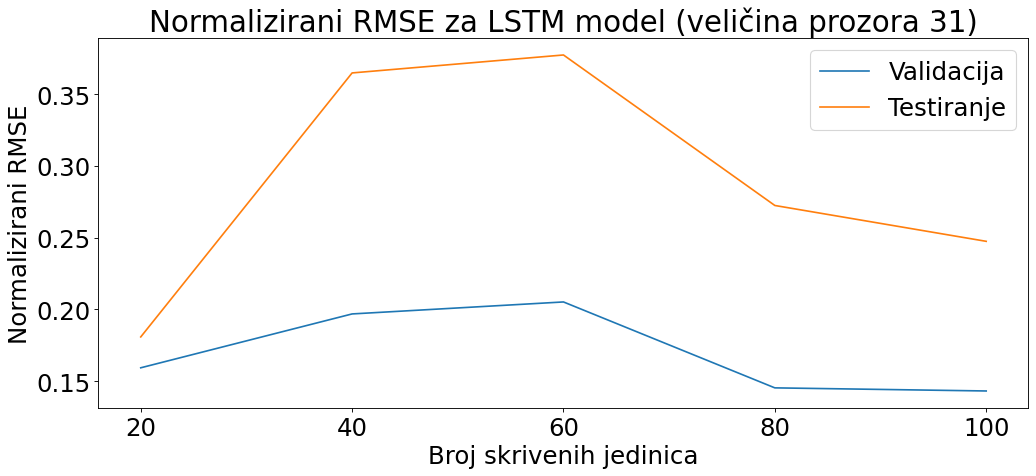 Normalizirani RMSE za LSTM model (veličina prozora 31)
Validacija
Testiranje
Normalizirani RMSE
0.35
0.30
0.25
0.20
0.15
20 40 60 80 100
Broj skrivenih jedinica